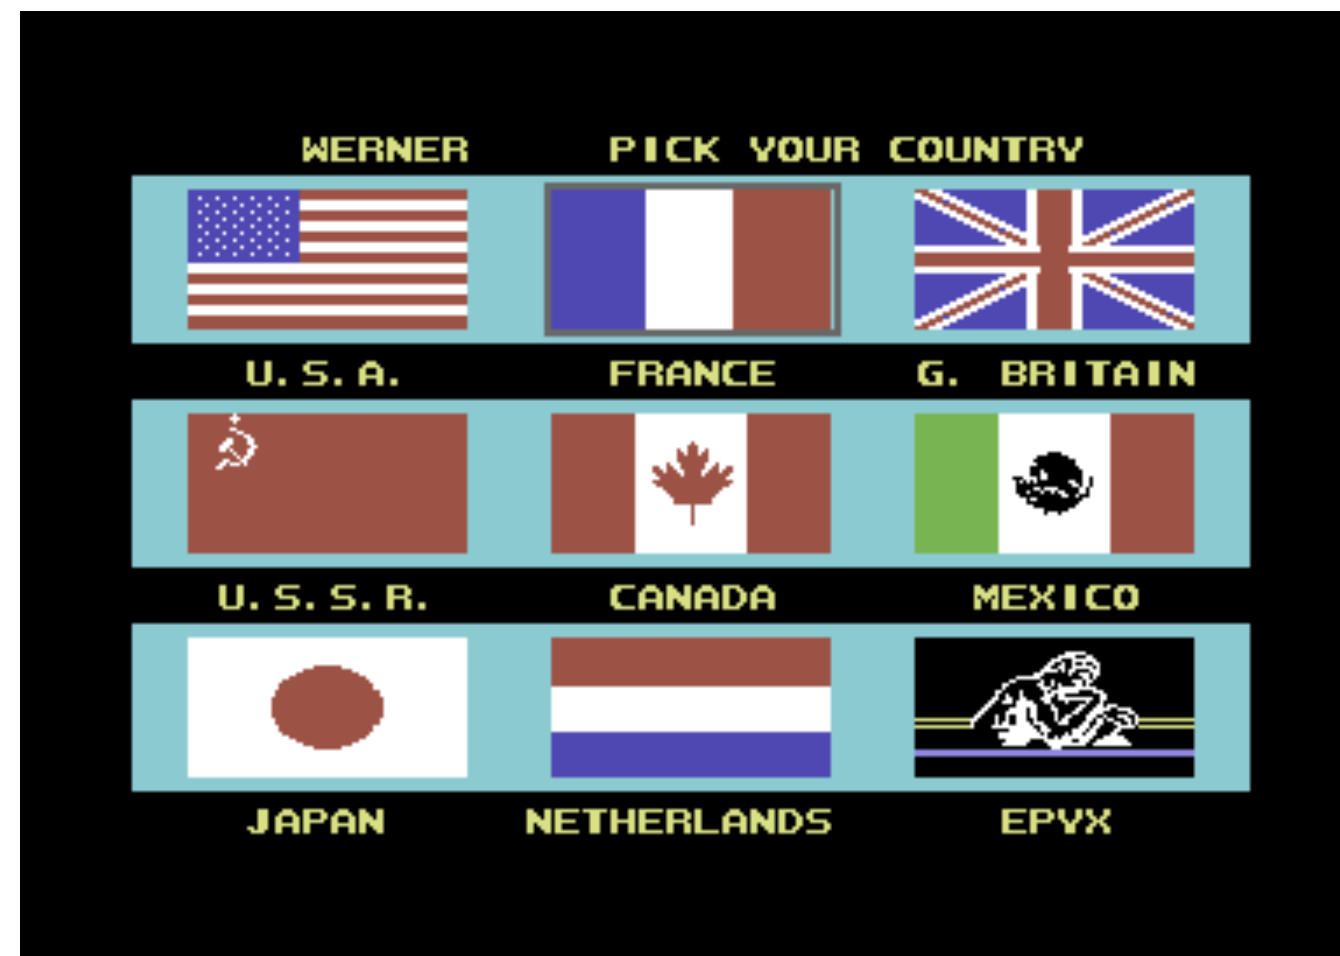 WERNER PICK YOUR COUNTRY
U.S.A. FRANCE G. BRITAIN
U.S.S.R. CANADA MEXICO
JAPAN NETHERLANDS EPYX